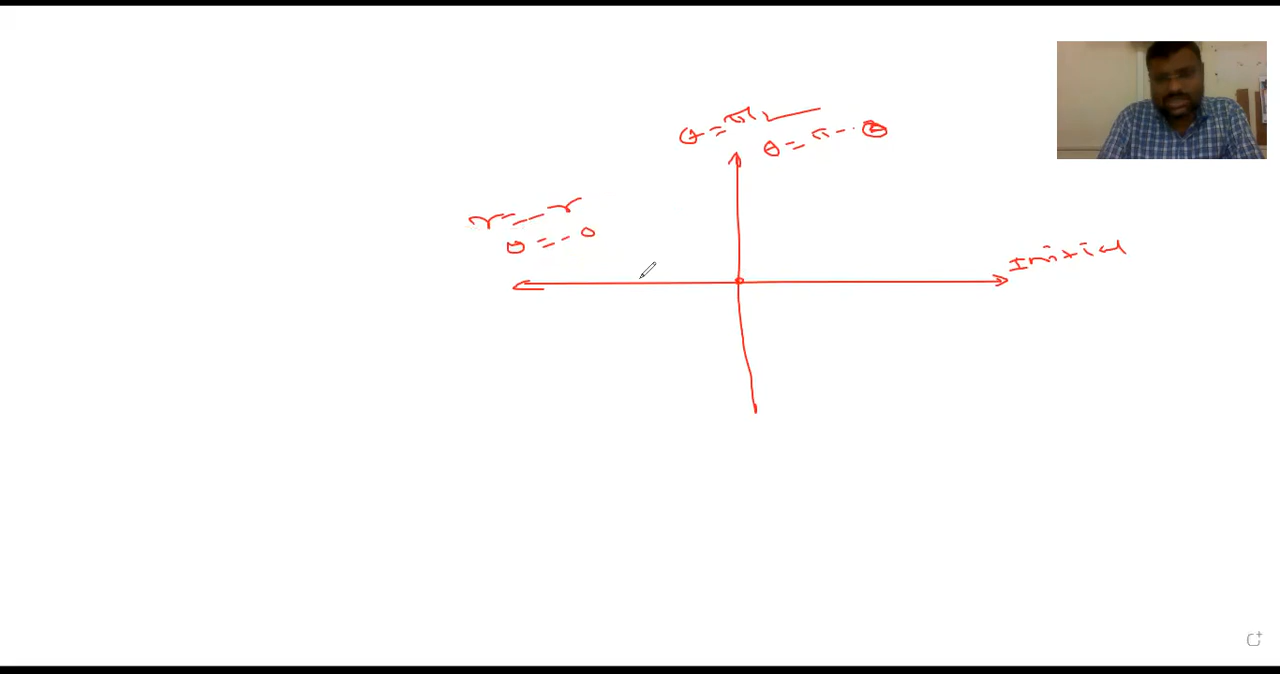 θ = π/2
θ = π - θ
r = - r
θ = - θ
Initial